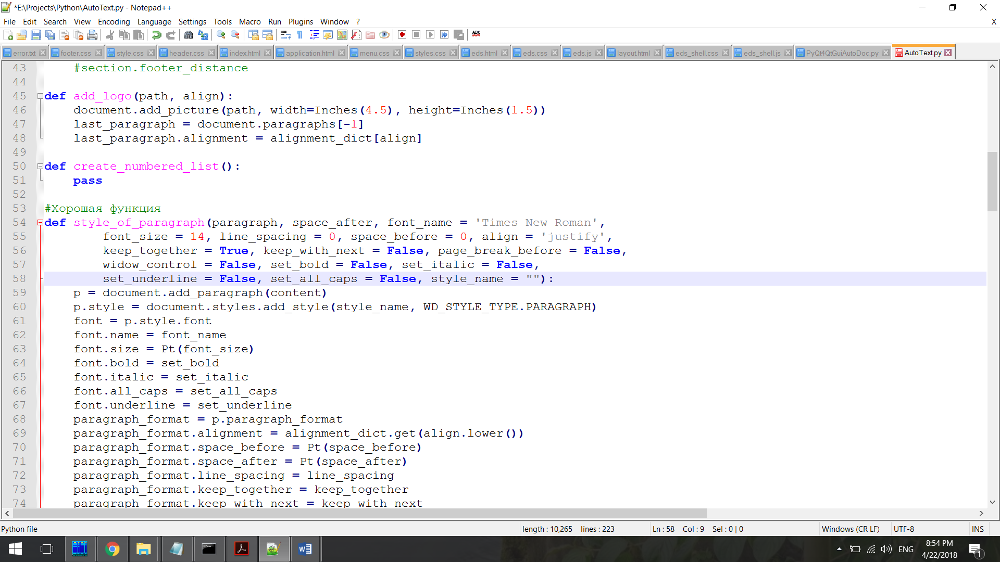 *E:\Projects\Python\AutoText.py - Notepad++
File Edit Search View Encoding Language Settings Tools Macro Run Plugins Window ? X
error.txt footer.css style.css header.css index.html application.html menu.css styles.css eds.html eds.css eds.js layout.html eds_shell.css eds_shell.js PyQt4QtGuiAutoDoc.py AutoText.py
43 #section.footer_distance
44
45 def add_logo(path, align):
46 document.add_picture(path, width=Inches(4.5), height=Inches(1.5))
47 last_paragraph = document.paragraphs[-1]
48 last_paragraph.alignment = alignment_dict[align]
49
50 def create_numbered_list():
51 pass
52
53 #Хорошая функция
54 def style_of_paragraph(paragraph, space_after, font_name = 'Times New Roman',
55 font_size = 14, line_spacing = 0, space_before = 0, align = 'justify',
56 keep_together = True, keep_with_next = False, page_break_before = False,
57 widow_control = False, set_bold = False, set_italic = False,
58 set_underline = False, set_all_caps = False, style_name = ""):
59 p = document.add_paragraph(content)
60 p.style = document.styles.add_style(style_name, WD_STYLE_TYPE.PARAGRAPH)
61 font = p.style.font
62 font.name = font_name
63 font.size = Pt(font_size)
64 font.bold = set_bold
65 font.italic = set_italic
66 font.all_caps = set_all_caps
67 font.underline = set_underline
68 paragraph_format = p.paragraph_format
69 paragraph_format.alignment = alignment_dict.get(align.lower())
70 paragraph_format.space_before = Pt(space_before)
71 paragraph_format.space_after = Pt(space_after)
72 paragraph_format.line_spacing = line_spacing
73 paragraph_format.keep_together = keep_together
74 paragraph_format.keep_with_next = keep_with_next
Python file length : 10,265 lines : 223 Ln : 58 Col : 9 Sel : 0 | 0 Windows (CR LF) UTF-8 INS
ENG 8:54 PM
4/22/2018 1